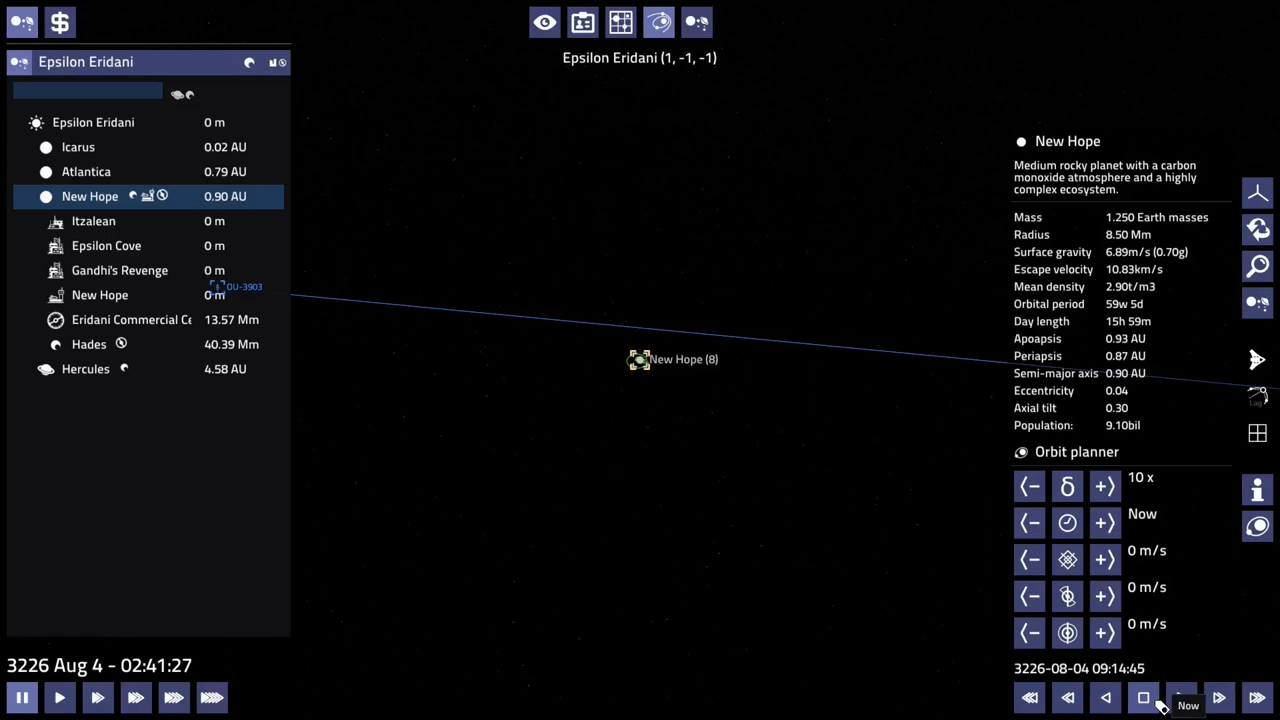 Epsilon Eridani (1, -1, -1)
Epsilon Eridani
Epsilon Eridani 0 m
Icarus 0.02 AU
Atlantica 0.79 AU
New Hope 0.90 AU
Itzalean 0 m
Epsilon Cove 0 m
Gandhi's Revenge 0 m
OU-3903
New Hope 0 m
Eridani Commercial Ce 13.57 Mm
Hades 40.39 Mm
Hercules 4.58 AU
New Hope (8)
New Hope
Medium rocky planet with a carbon
monoxide atmosphere and a highly
complex ecosystem.
Mass 1.250 Earth masses
Radius 8.50 Mm
Surface gravity 6.89m/s (0.70g)
Escape velocity 10.83km/s
Mean density 2.90t/m3
Orbital period 59w 5d
Day length 15h 59m
Apoapsis 0.93 AU
Periapsis 0.87 AU
Semi-major axis 0.90 AU
Eccentricity 0.04
Axial tilt 0.30
Population: 9.10bil
Lag
Orbit planner
δ 10 x
Now
0 m/s
0 m/s
0 m/s
3226-08-04 09:14:45
Now
3226 Aug 4 - 02:41:27